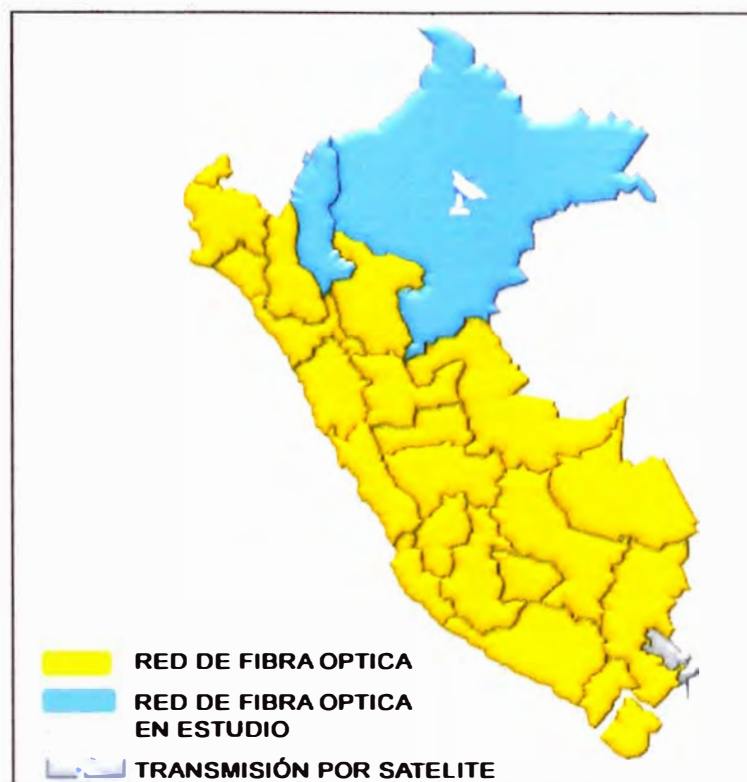 RED DE FIBRA OPTICA
RED DE FIBRA OPTICA
EN ESTUDIO
TRANSMISIÓN POR SATELITE